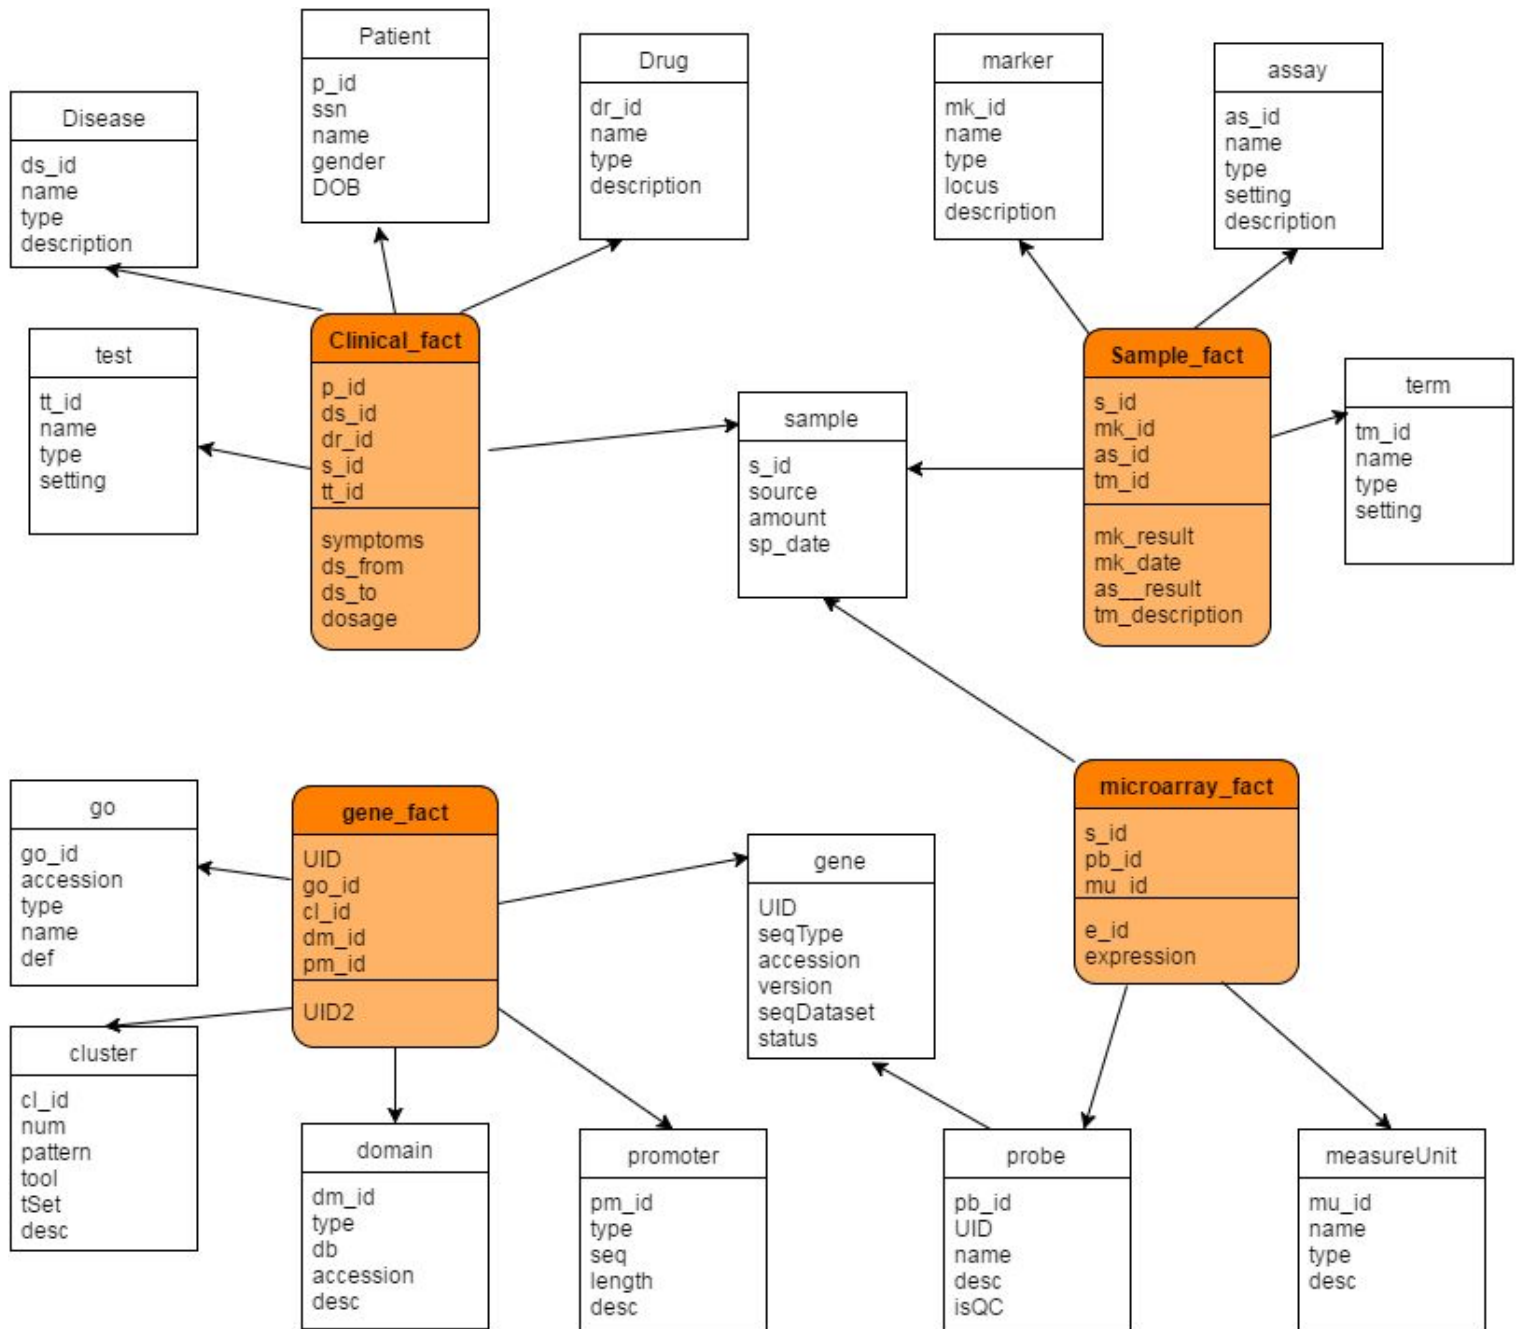 Patient
p_id
ssn
name
gender
DOB
Drug
dr_id
name
type
description
marker
mk_id
name
type
locus
description
assay
as_id
name
type
setting
description
Disease
ds_id
name
type
description
test
tt_id
name
type
setting
Clinical_fact
p_id
ds_id
dr_id
s_id
tt_id
symptoms
ds_from
ds_to
dosage
sample
s_id
source
amount
sp_date
Sample_fact
s_id
mk_id
as_id
tm_id
mk_result
mk_date
as__result
tm_description
term
tm_id
name
type
setting
go
go_id
accession
type
name
def
gene_fact
UID
go_id
cl_id
dm_id
pm_id
UID2
gene
UID
seqType
accession
version
seqDataset
status
microarray_fact
s_id
pb_id
mu_id
e_id
expression
cluster
cl_id
num
pattern
tool
tSet
desc
domain
dm_id
type
db
accession
desc
promoter
pm_id
type
seq
length
desc
probe
pb_id
UID
name
desc
isQC
measureUnit
mu_id
name
type
desc